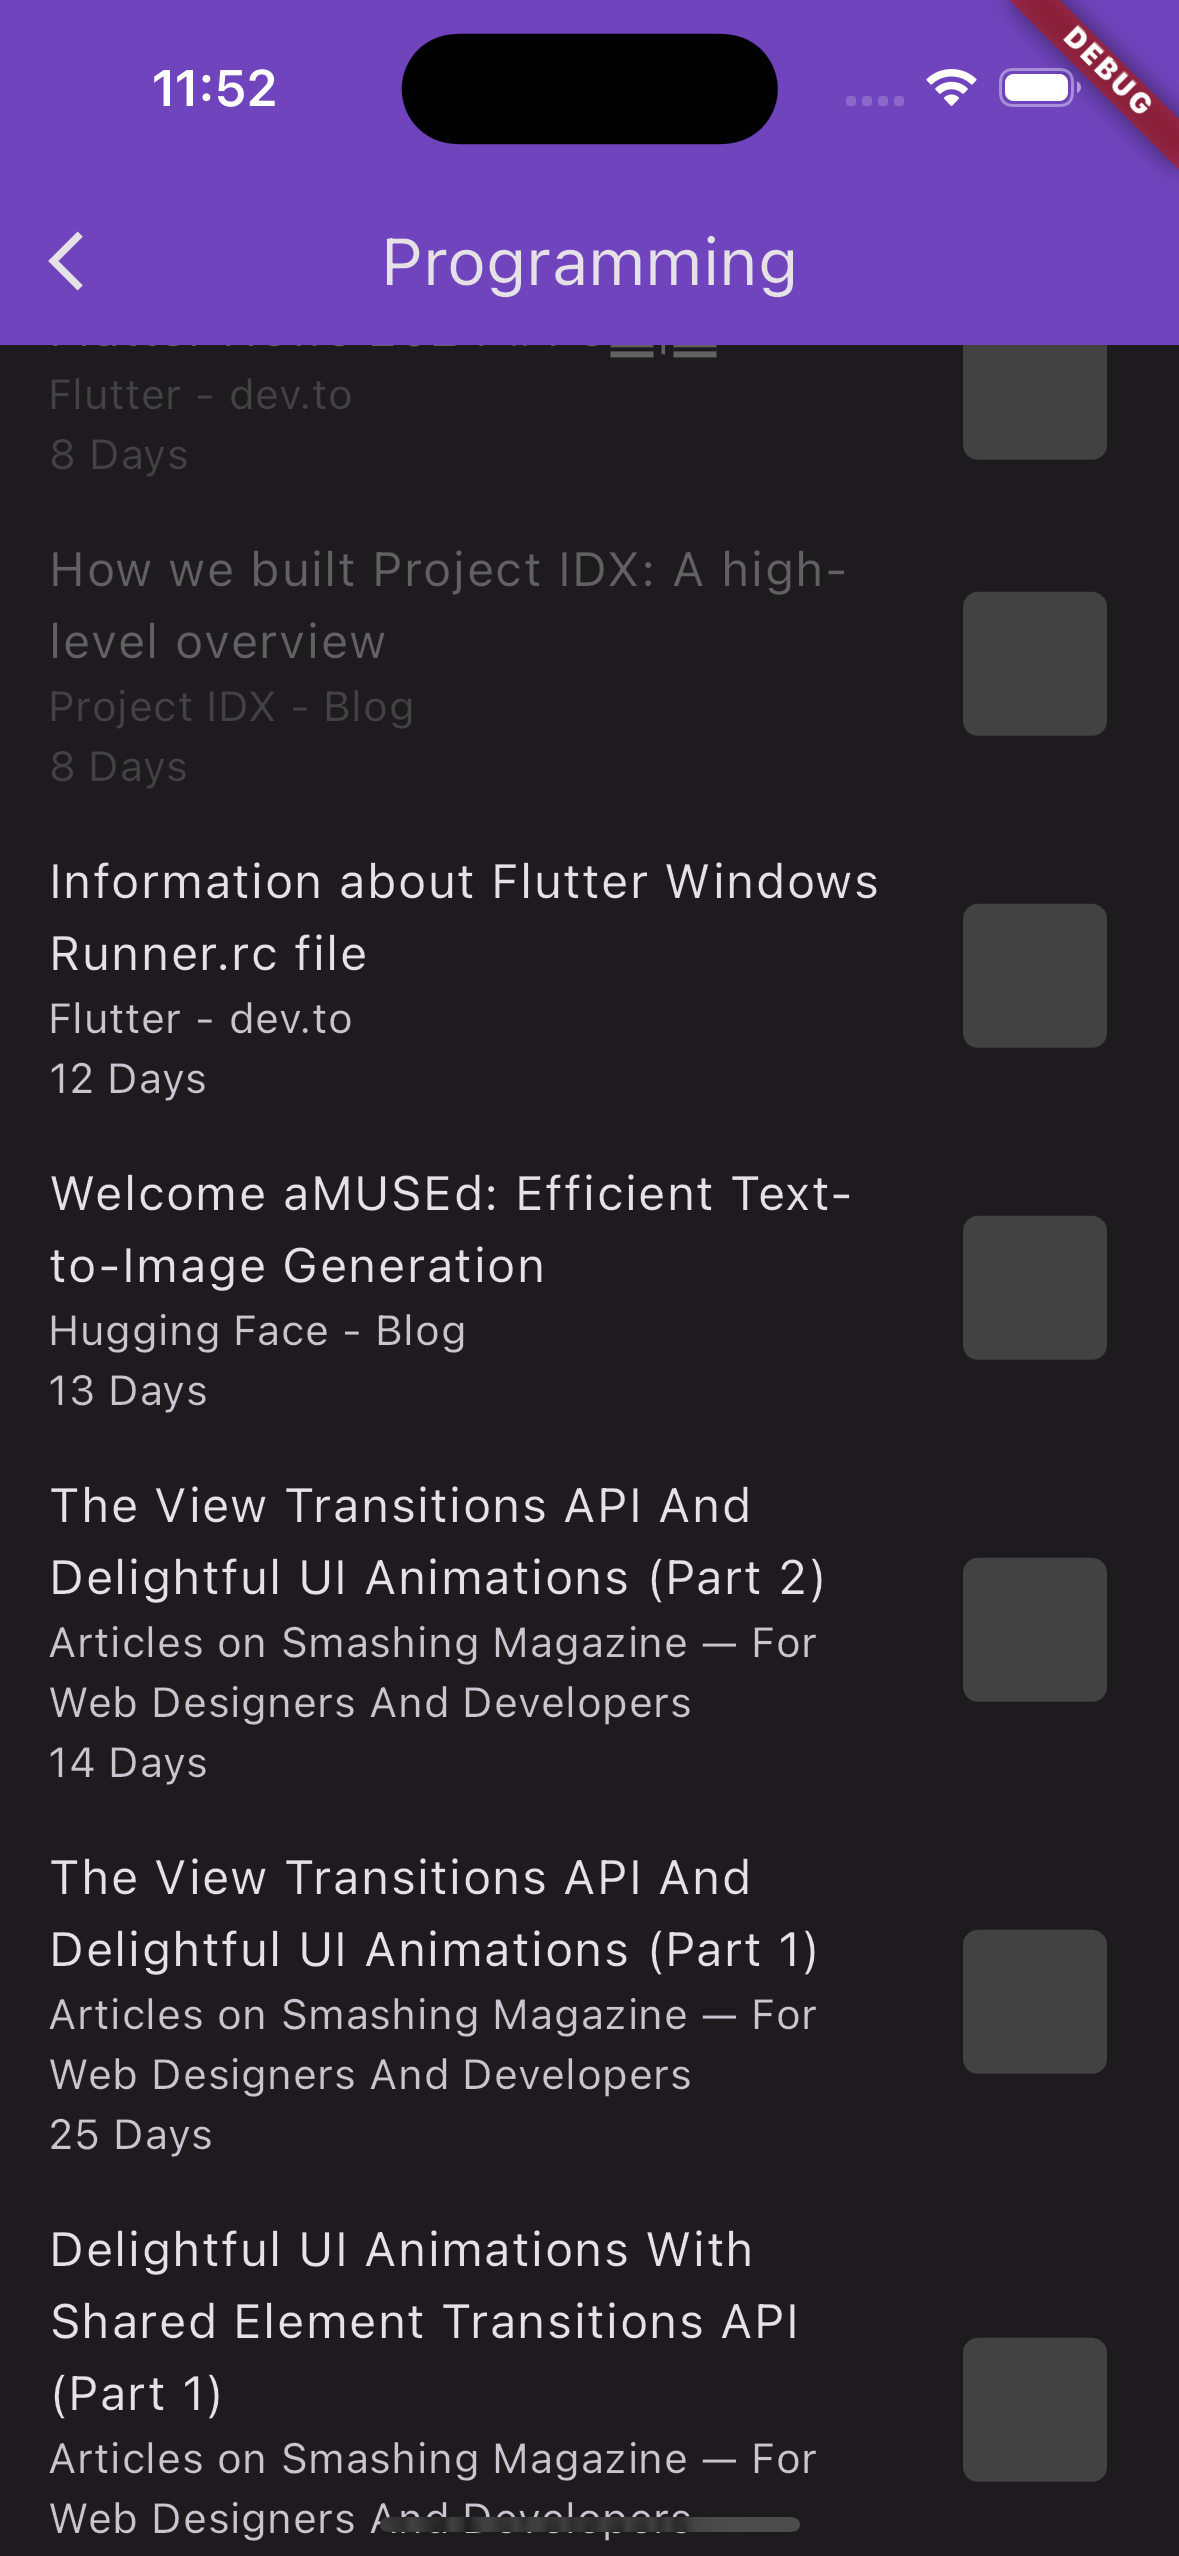 11:52
DEBUG
Programming
Flutter - dev.to
8 Days
How we built Project IDX: A high-
level overview
Project IDX - Blog
8 Days
Information about Flutter Windows
Runner.rc file
Flutter - dev.to
12 Days
Welcome aMUSEd: Efficient Text-
to-Image Generation
Hugging Face - Blog
13 Days
The View Transitions API And
Delightful UI Animations (Part 2)
Articles on Smashing Magazine — For
Web Designers And Developers
14 Days
The View Transitions API And
Delightful UI Animations (Part 1)
Articles on Smashing Magazine — For
Web Designers And Developers
25 Days
Delightful UI Animations With
Shared Element Transitions API
(Part 1)
Articles on Smashing Magazine — For
Web Designers And Developers